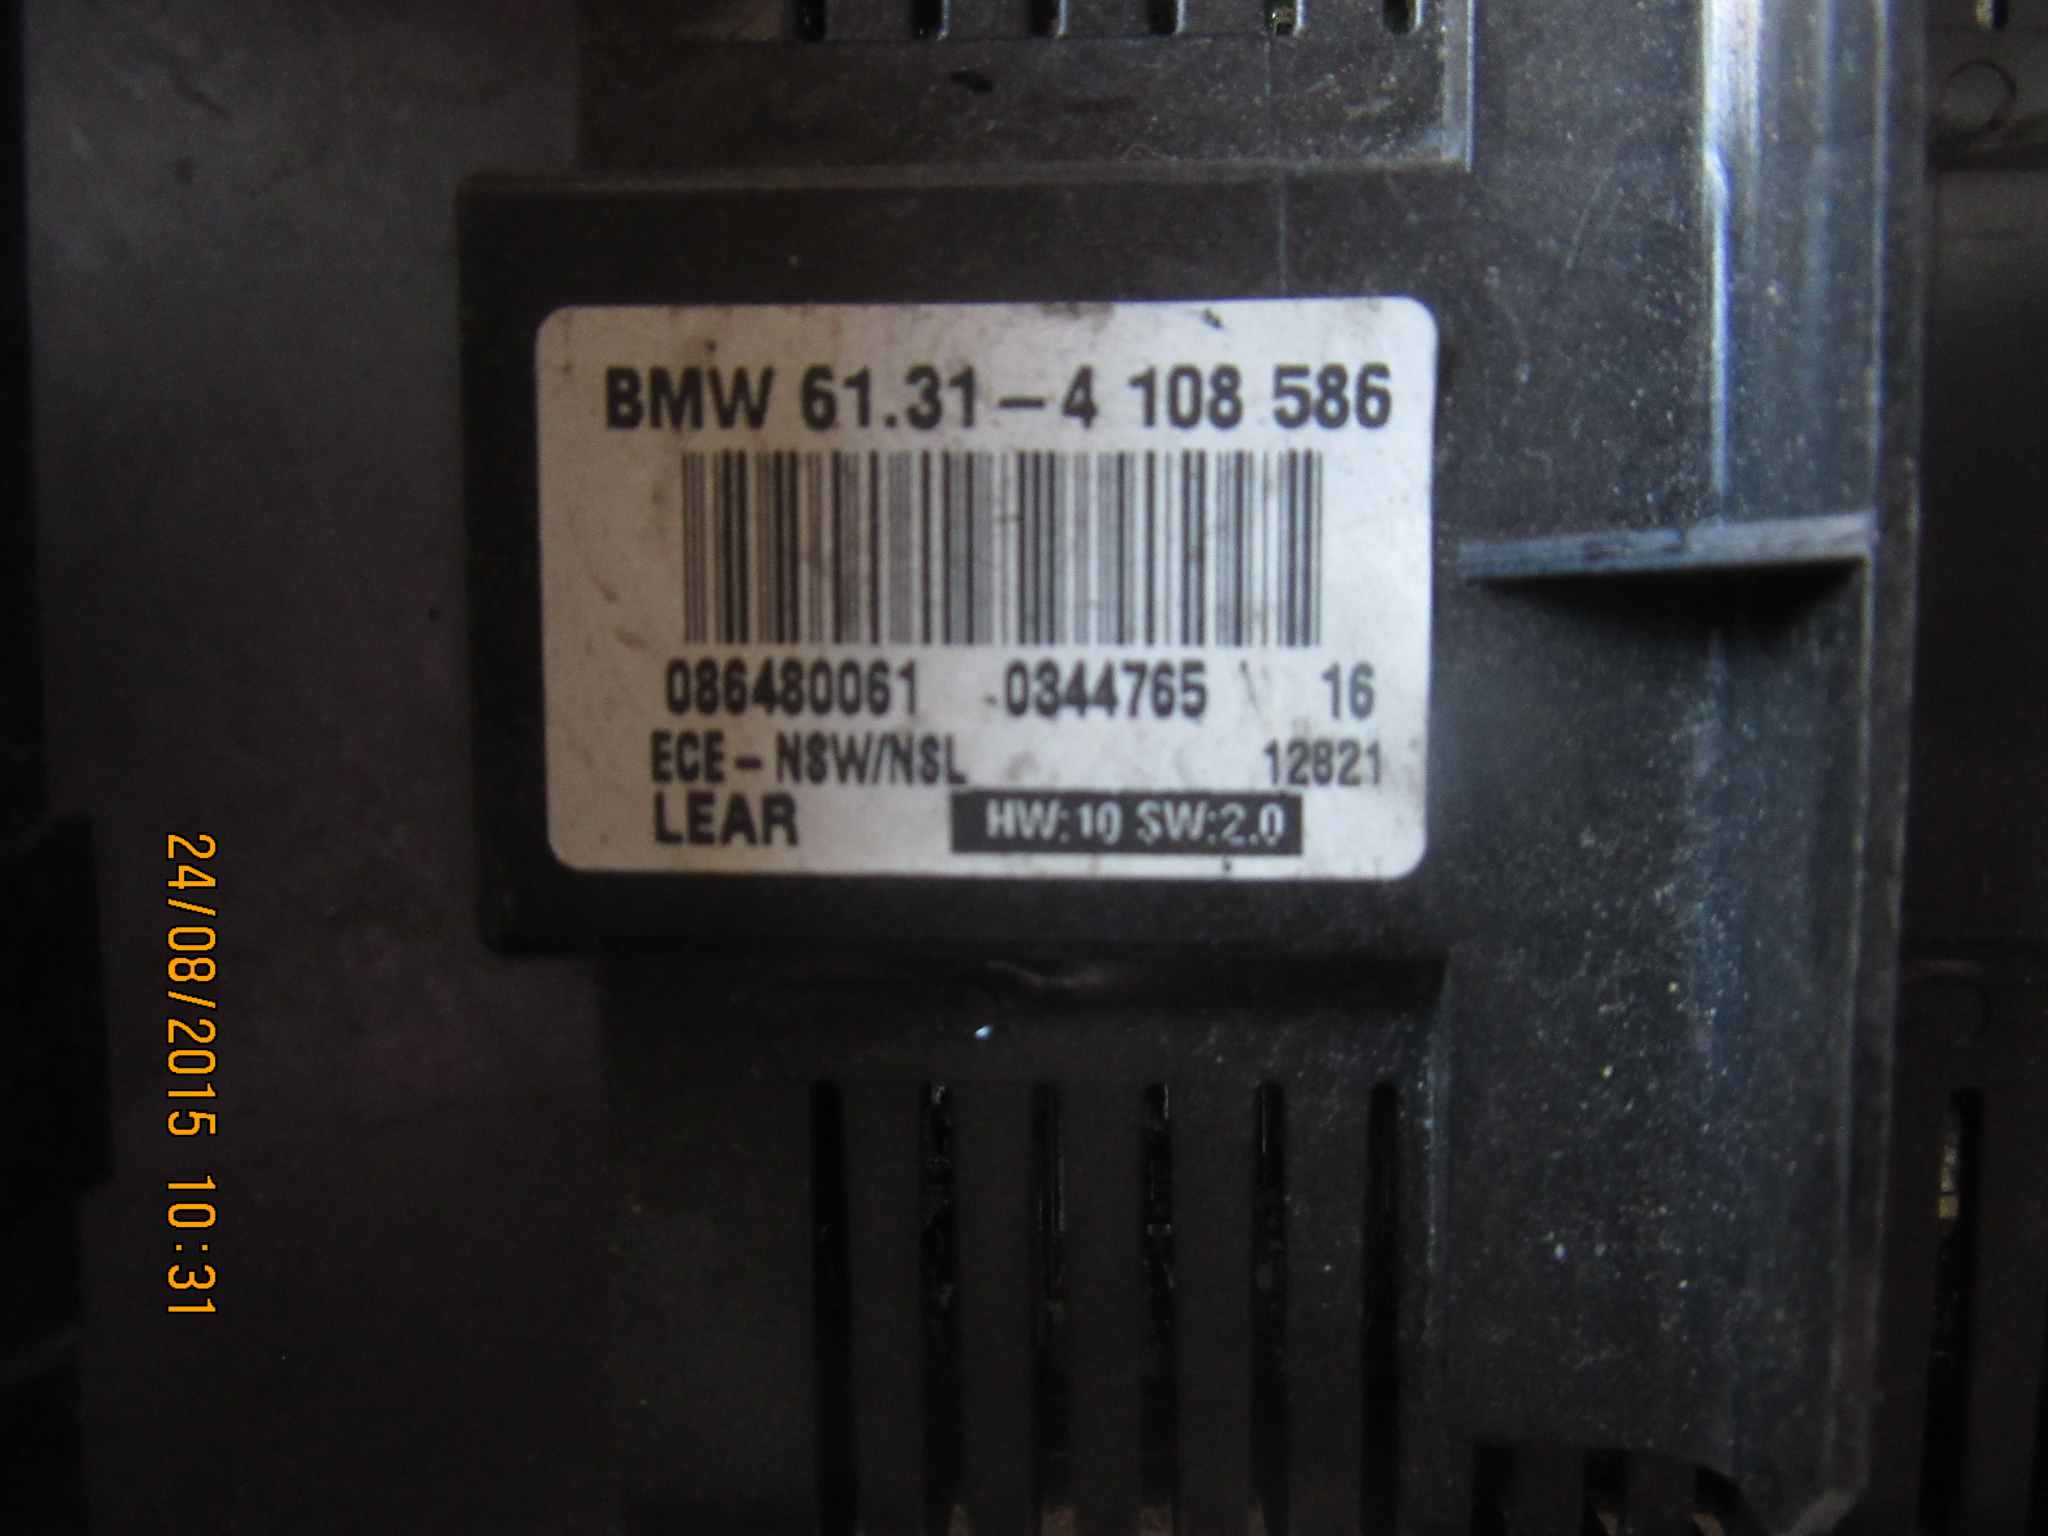 BMW 61.31-4 108 586
086480061 0344765 16
ECE-NSW/NSL 12821
LEAR HW:10 SW:2.0
24/08/2015 10:31